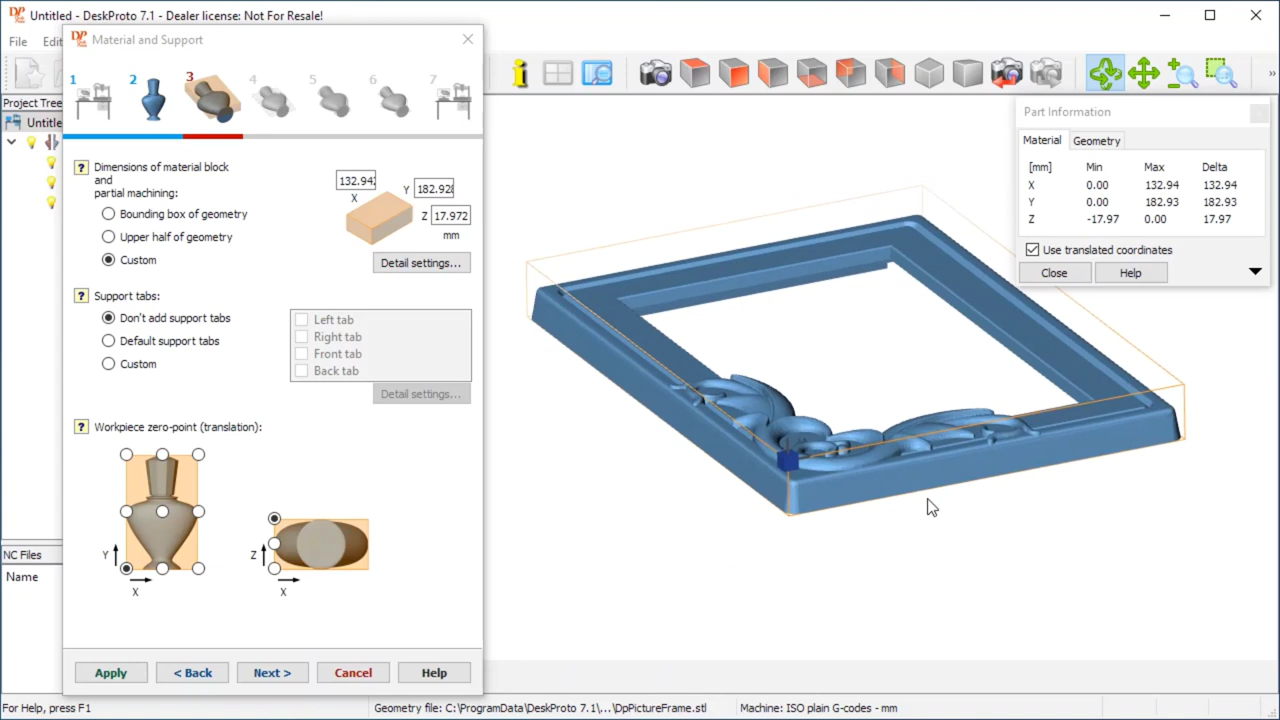 DP Untitled - DeskProto 7.1 - Dealer license: Not For Resale!
File Edit
DP Material and Support
1 2 3 4 5 6 7
»
Project Tree
Untitle
Part Information
Material Geometry
[mm] Min Max Delta
X 0.00 132.94 132.94
Y 0.00 182.93 182.93
Z -17.97 0.00 17.97
Use translated coordinates
Close Help
? Dimensions of material block
and
partial machining:
Bounding box of geometry
Upper half of geometry
Custom
132.942
X
Y 182.928
Z 17.972
mm
Detail settings...
? Support tabs:
Don't add support tabs
Default support tabs
Custom
Left tab
Right tab
Front tab
Back tab
Detail settings...
? Workpiece zero-point (translation):
Y
X
Z
X
NC Files
Name
Apply < Back Next > Cancel Help
For Help, press F1 Geometry file: C:\ProgramData\DeskProto 7.1\...\DpPictureFrame.stl Machine: ISO plain G-codes - mm